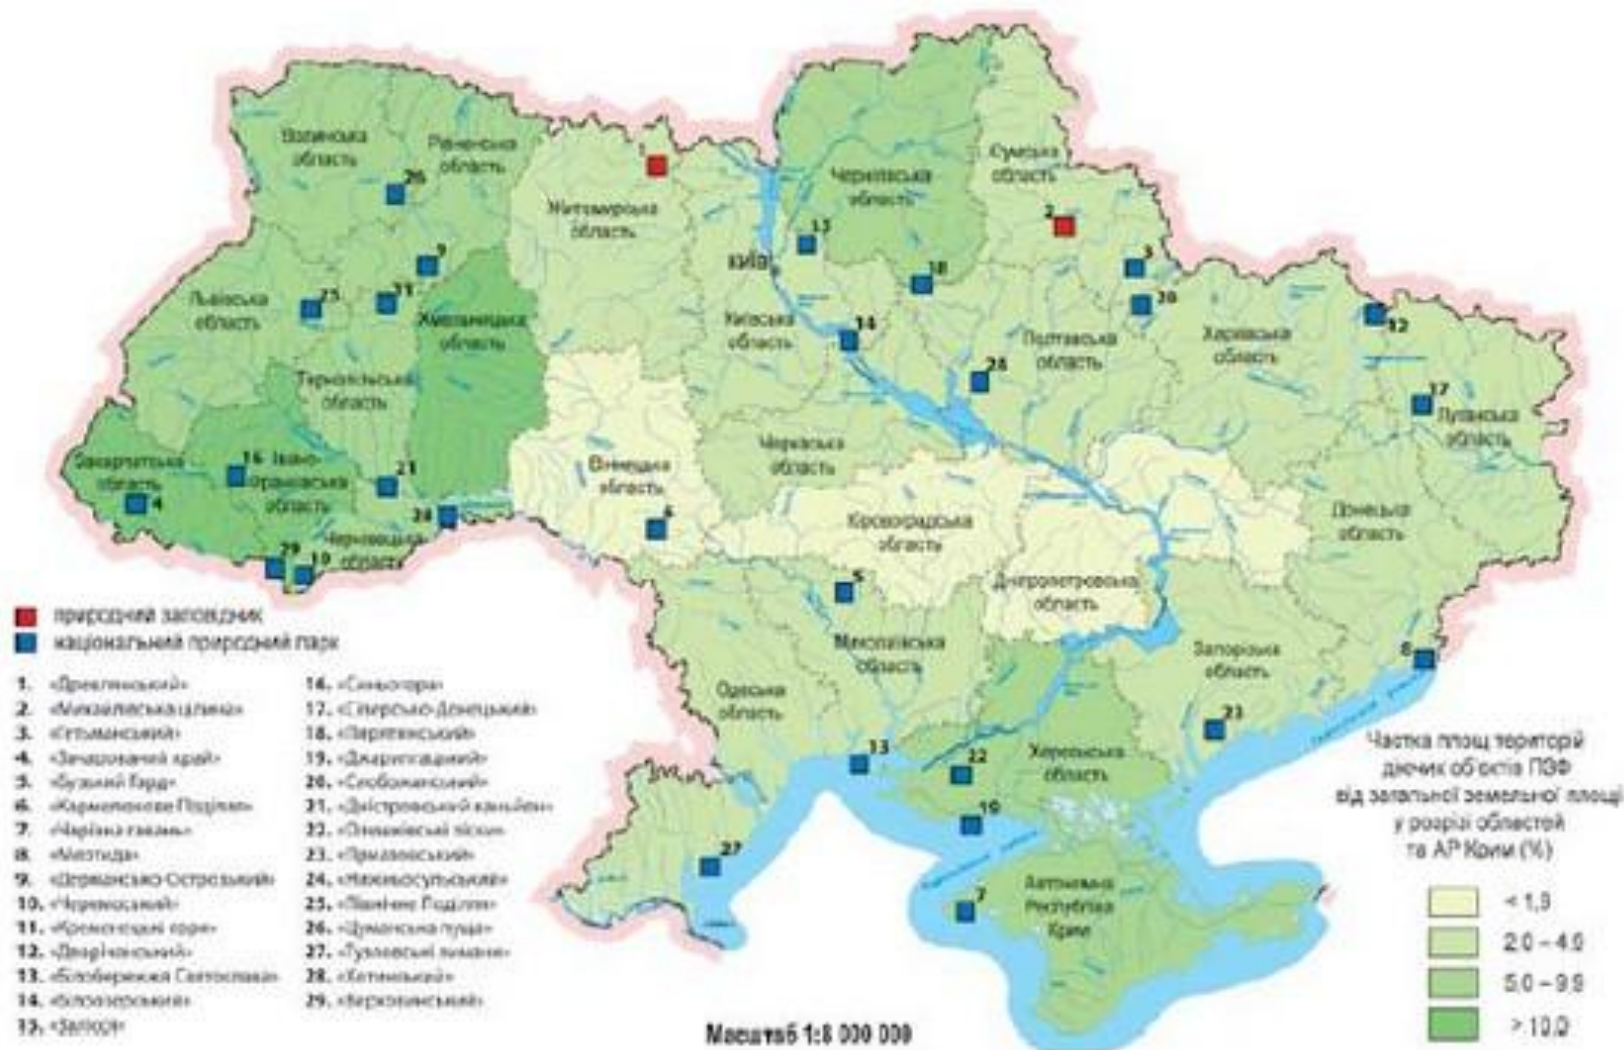 Волинська область
Рівненська область
Житомирська область
Чернігівська область
Сумська область
Львівська область
Хмельницька область
КИЇВ
Київська область
Полтавська область
Харківська область
Тернопільська область
Луганська область
Закарпатська область
Івано-Франківська область
Вінницька область
Черкаська область
Кіровоградська область
Донецька область
Чернівецька область
Дніпропетровська область
Миколаївська область
Запорізька область
Одеська область
Херсонська область
Автономна Республіка Крим
природний заповідник
національний природний парк
1. «Древлянський»
2. «Михайлівська цілина»
3. «Гетьманський»
4. «Зачарований край»
5. «Бузький Гард»
6. «Кармелюкове Поділля»
7. «Чарівна гавань»
8. «Меотида»
9. «Дермансько-Острозький»
10. «Черемоський»
11. «Кременецькі гори»
12. «Дворічанський»
13. «Білобережжя Святослава»
14. «Білоозерський»
15. «Залісся»
16. «Синьогора»
17. «Сіверсько-Донецький»
18. «Пирятинський»
19. «Джарилгацький»
20. «Слобожанський»
21. «Дністровський каньйон»
22. «Олешківські піски»
23. «Приазовський»
24. «Нижньосульський»
25. «Північне Поділля»
26. «Цуманська пуща»
27. «Тузловські лимани»
28. «Хотинський»
29. «Верховинський»
Частка площ територій
діючих об'єктів ПЗФ
від загальної земельної площі
у розрізі областей
та АР Крим (%)
< 1,9
2.0 – 4.9
5.0 – 9.9
> 10.0
Масштаб 1:8 000 000